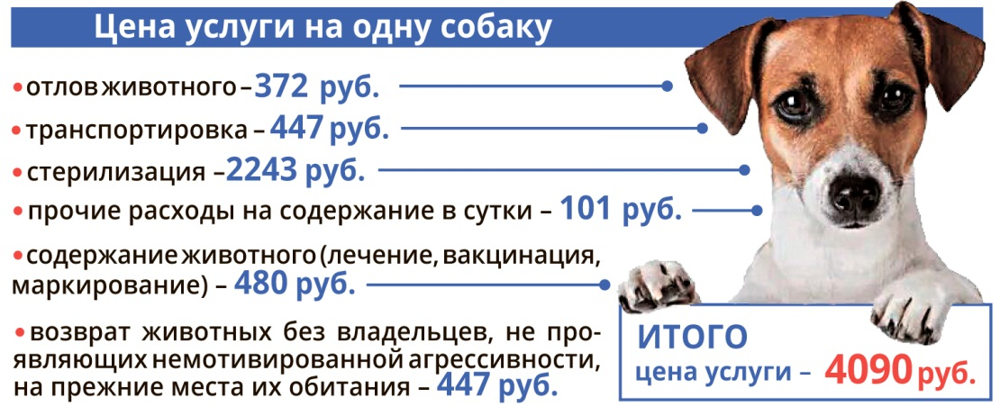 Цена услуги на одну собаку
•отлов животного – 372 руб.
•транспортировка – 447 руб.
•стерилизация –2243 руб.
•прочие расходы на содержание в сутки – 101 руб.
•содержание животного (лечение, вакцинация,
маркирование) – 480 руб.
•возврат животных без владельцев, не про-
являющих немотивированной агрессивности,
на прежние места их обитания – 447 руб.
ИТОГО
цена услуги – 4090 руб.